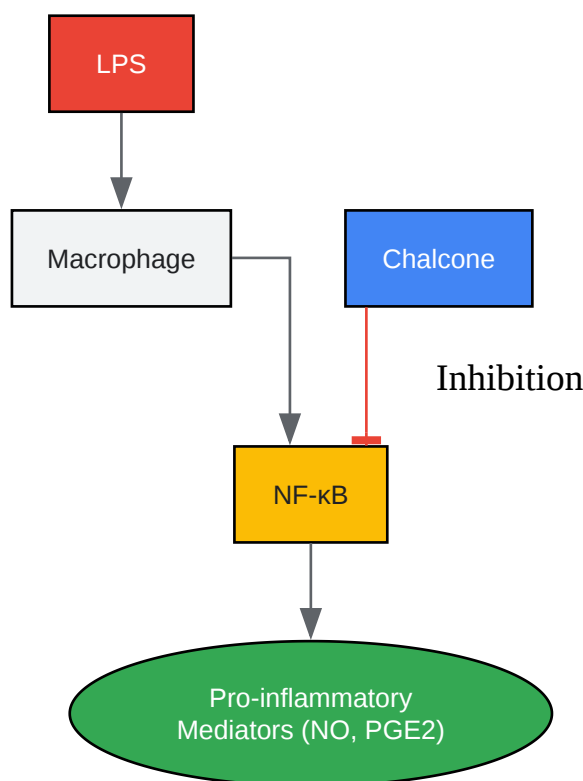 LPS
Macrophage
Chalcone
Inhibition
NF-κB
Pro-inflammatory
Mediators (NO, PGE2)